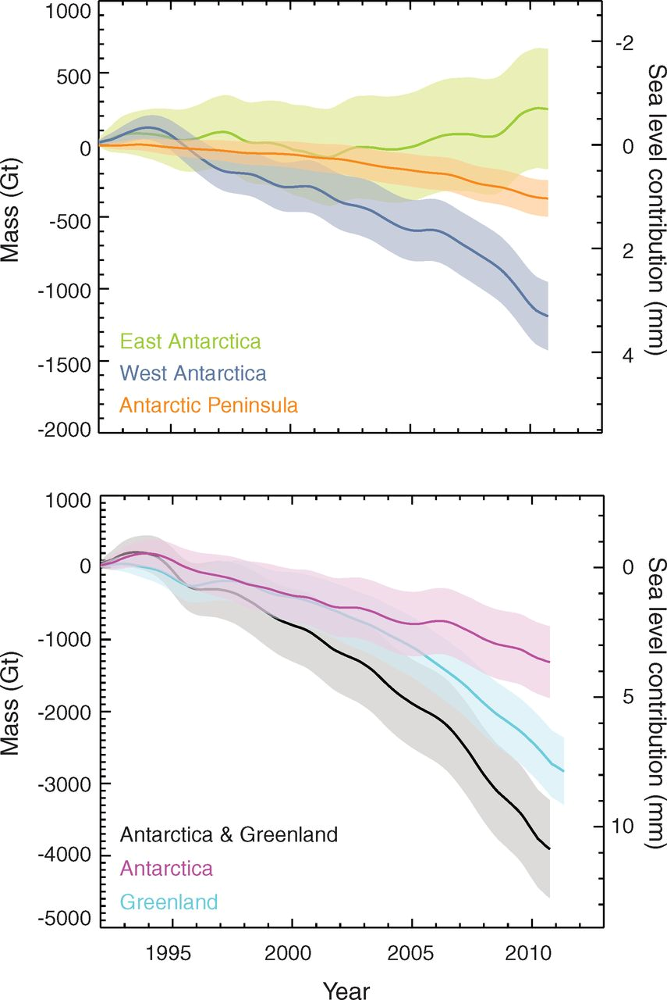 1000
500
0
-500
-1000
-1500
-2000
Mass (Gt)
-2
0
2
4
Sea level contribution (mm)
East Antarctica
West Antarctica
Antarctic Peninsula
1000
0
-1000
-2000
-3000
-4000
-5000
Mass (Gt)
0
5
10
Sea level contribution (mm)
Antarctica & Greenland
Antarctica
Greenland
1995 2000 2005 2010
Year